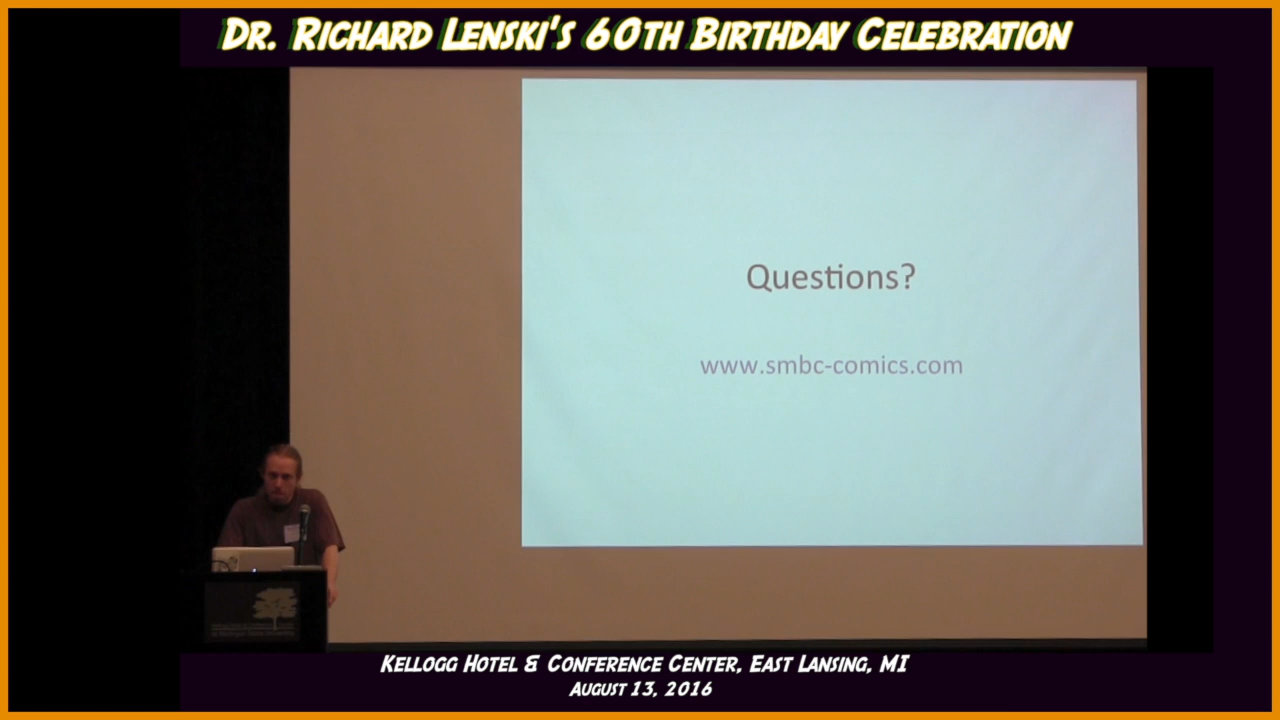 Dr. Richard Lenski's 60th Birthday Celebration
Questions?
www.smbc-comics.com
Kellogg Hotel & Conference Center, East Lansing, MI
August 13, 2016